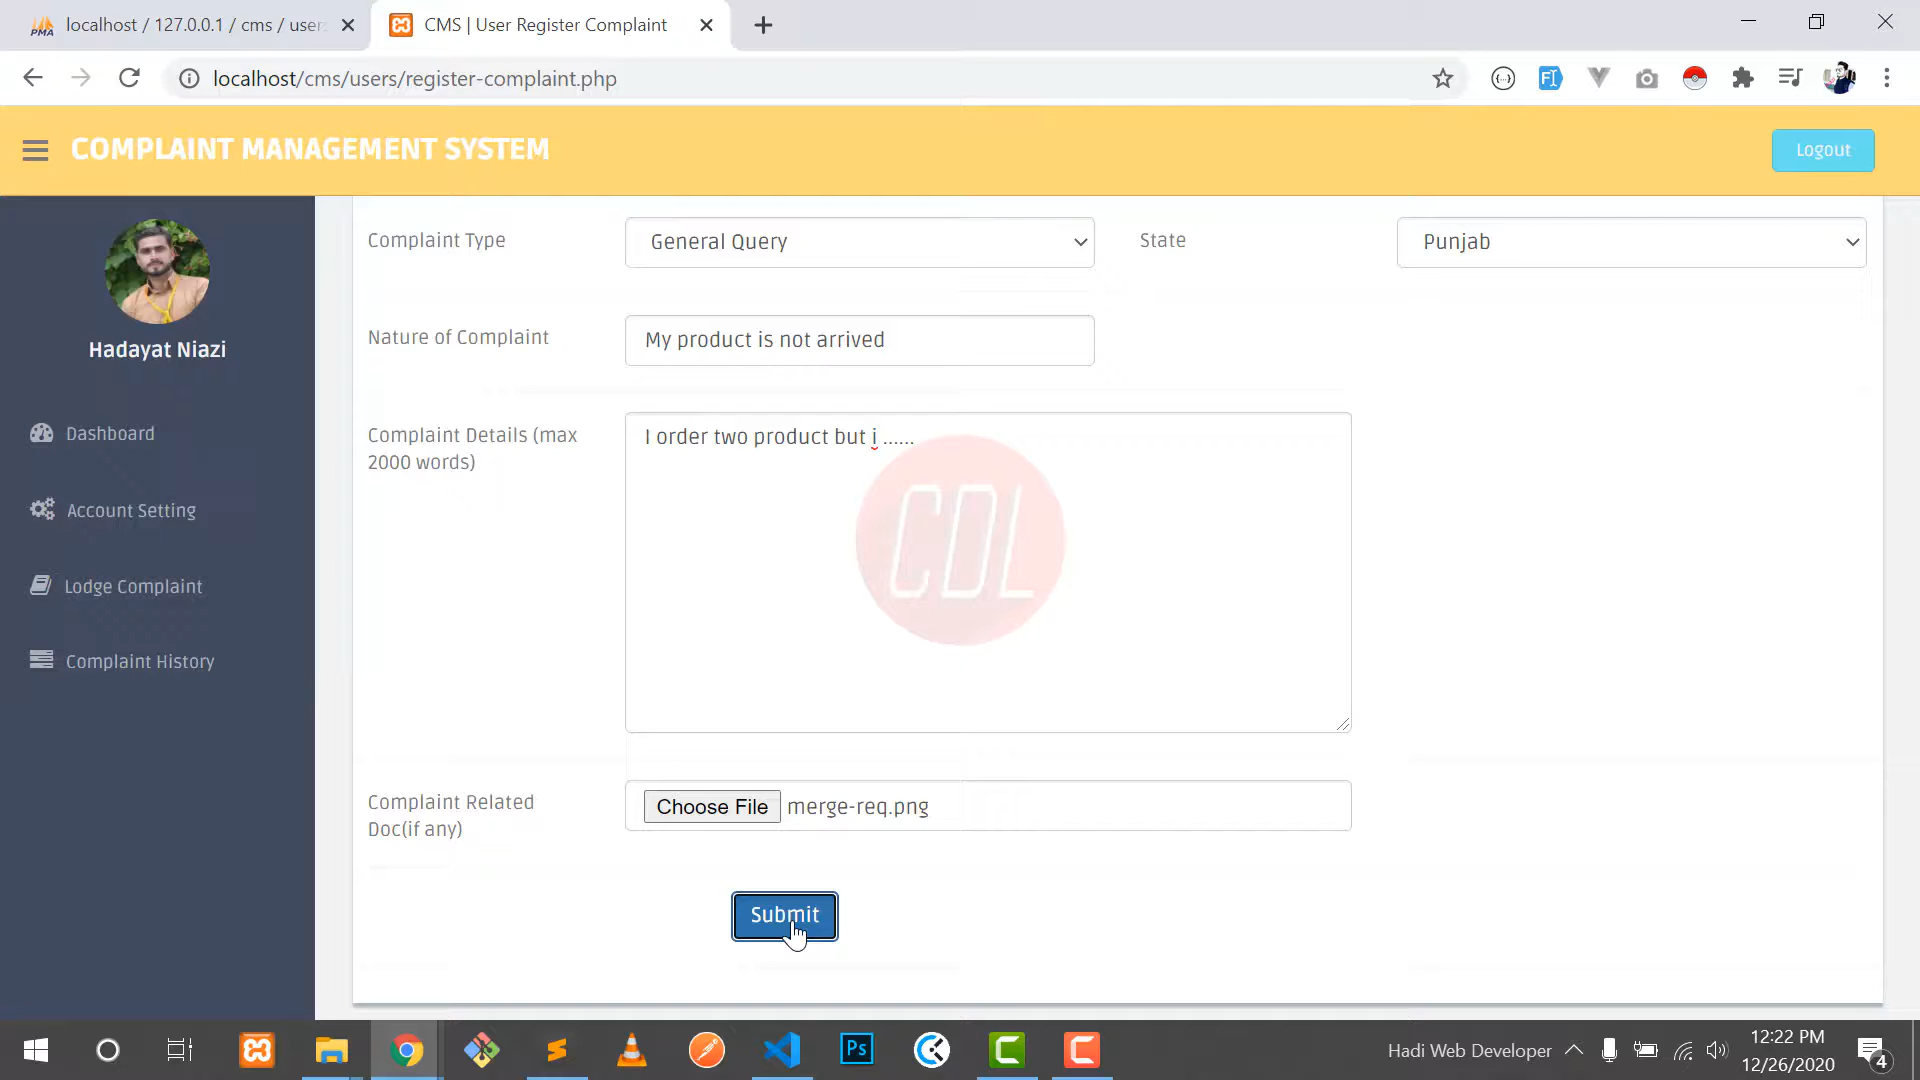 localhost / 127.0.0.1 / cms / user
CMS | User Register Complaint
localhost/cms/users/register-complaint.php
COMPLAINT MANAGEMENT SYSTEM
Logout
Hadayat Niazi
Dashboard
Account Setting
Lodge Complaint
Complaint History
Complaint Type
General Query
State
Punjab
Nature of Complaint
My product is not arrived
Complaint Details (max
2000 words)
I order two product but i ......
CDL
Complaint Related
Doc(if any)
Choose File merge-req.png
Submit
Hadi Web Developer
12:22 PM
12/26/2020
4